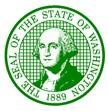 THE SEAL OF THE STATE OF WASHINGTON
1889